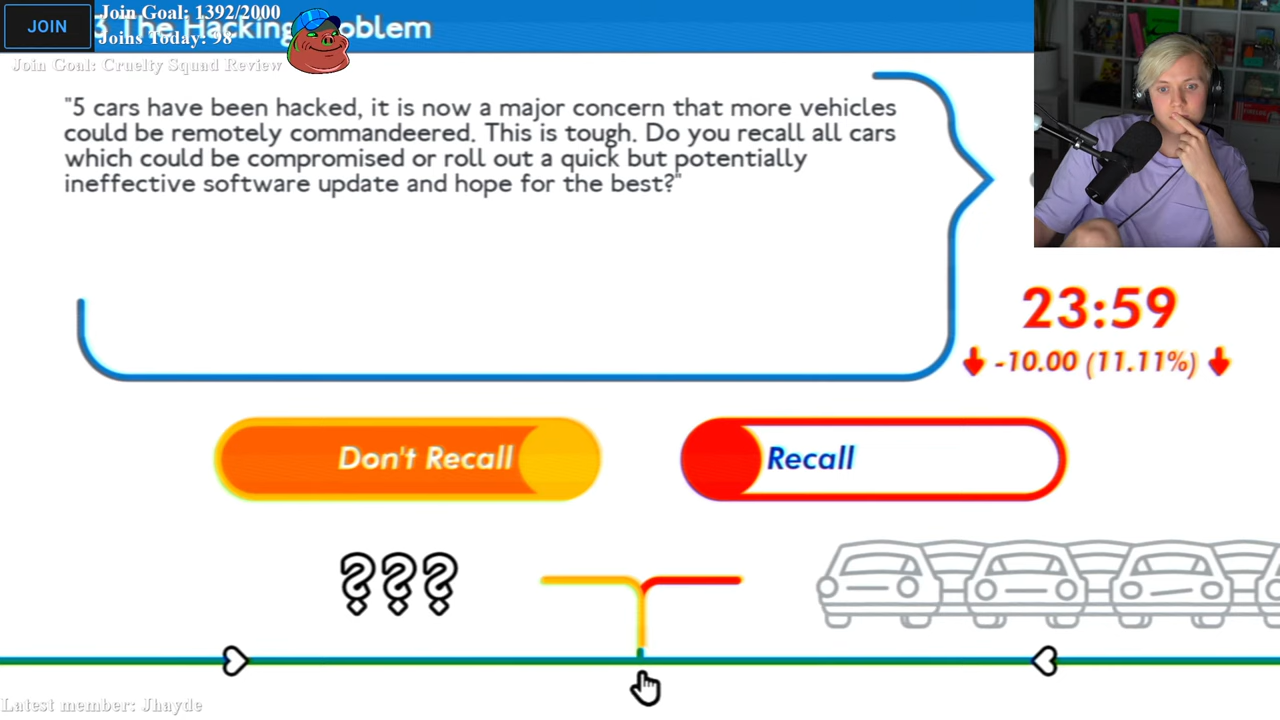 JOIN
Join Goal: 1392/2000
3 The Hacking Problem
Joins Today: 98
Join Goal: Cruelty Squad Review
"5 cars have been hacked, it is now a major concern that more vehicles
could be remotely commandeered. This is tough. Do you recall all cars
which could be compromised or roll out a quick but potentially
ineffective software update and hope for the best?"
23:59
-10.00 (11.11%)
Don't Recall
Recall
???
Latest member: Jhayde